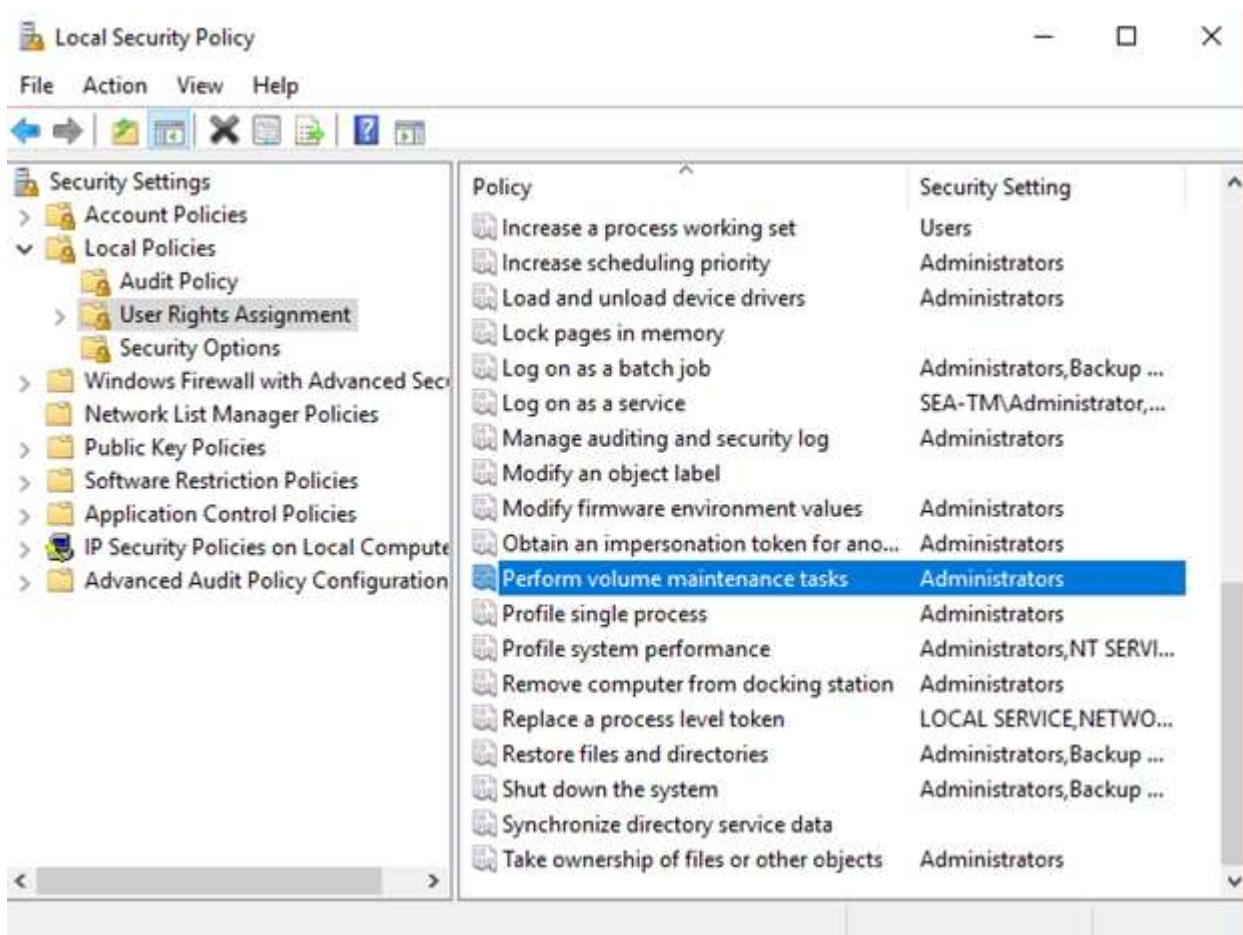 Local Security Policy
File Action View Help
Security Settings
Account Policies
Local Policies
Audit Policy
User Rights Assignment
Security Options
Windows Firewall with Advanced Secu
Network List Manager Policies
Public Key Policies
Software Restriction Policies
Application Control Policies
IP Security Policies on Local Compute
Advanced Audit Policy Configuration
Policy Security Setting
Increase a process working set Users
Increase scheduling priority Administrators
Load and unload device drivers Administrators
Lock pages in memory
Log on as a batch job Administrators,Backup ...
Log on as a service SEA-TM\Administrator,...
Manage auditing and security log Administrators
Modify an object label
Modify firmware environment values Administrators
Obtain an impersonation token for ano... Administrators
Perform volume maintenance tasks Administrators
Profile single process Administrators
Profile system performance Administrators,NT SERVI...
Remove computer from docking station Administrators
Replace a process level token LOCAL SERVICE,NETWO...
Restore files and directories Administrators,Backup ...
Shut down the system Administrators,Backup ...
Synchronize directory service data
Take ownership of files or other objects Administrators